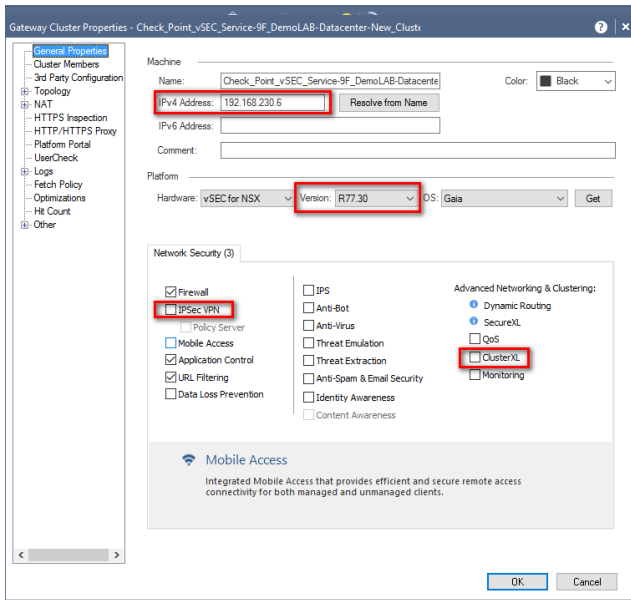 Gateway Cluster Properties - Check_Point_vSEC_Service-9F_DemoLAB-Datacenter-New_Cluste
General Properties
Cluster Members
3rd Party Configuration
Topology
NAT
HTTPS Inspection
HTTP/HTTPS Proxy
Platform Portal
UserCheck
Logs
Fetch Policy
Optimizations
Hit Count
Other
Machine
Name: Check_Point_vSEC_Service-9F_DemoLAB-Datacente Color: Black
IPv4 Address: 192.168.230.6 Resolve from Name
IPv6 Address:
Comment:
Platform
Hardware: vSEC for NSX Version: R77.30 OS: Gaia Get
Network Security (3)
Firewall
IPSec VPN
Policy Server
Mobile Access
Application Control
URL Filtering
Data Loss Prevention
IPS
Anti-Bot
Anti-Virus
Threat Emulation
Threat Extraction
Anti-Spam & Email Security
Identity Awareness
Content Awareness
Advanced Networking & Clustering:
Dynamic Routing
SecureXL
QoS
ClusterXL
Monitoring
Mobile Access
Integrated Mobile Access that provides efficient and secure remote access
connectivity for both managed and unmanaged clients.
OK Cancel